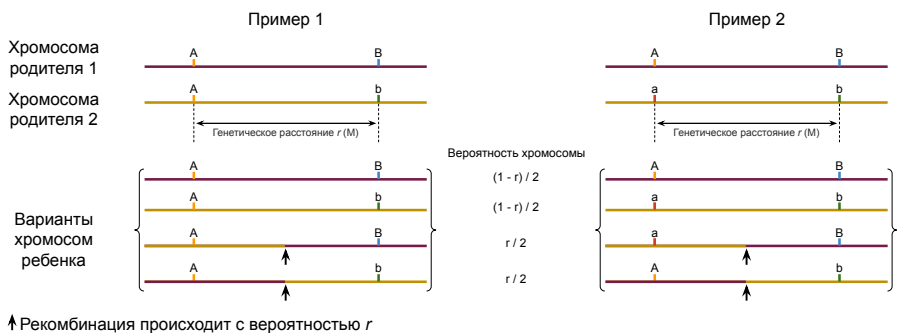 Пример 1
Пример 2
Хромосома
родителя 1
A B
A B
Хромосома
родителя 2
A b
a b
Генетическое расстояние r (M)
Генетическое расстояние r (M)
Вероятность хромосомы
Варианты
хромосом
ребенка
A B
(1 - r) / 2
A B
A b
(1 - r) / 2
a b
A B
r / 2
a B
A b
r / 2
A b
Рекомбинация происходит с вероятностью r